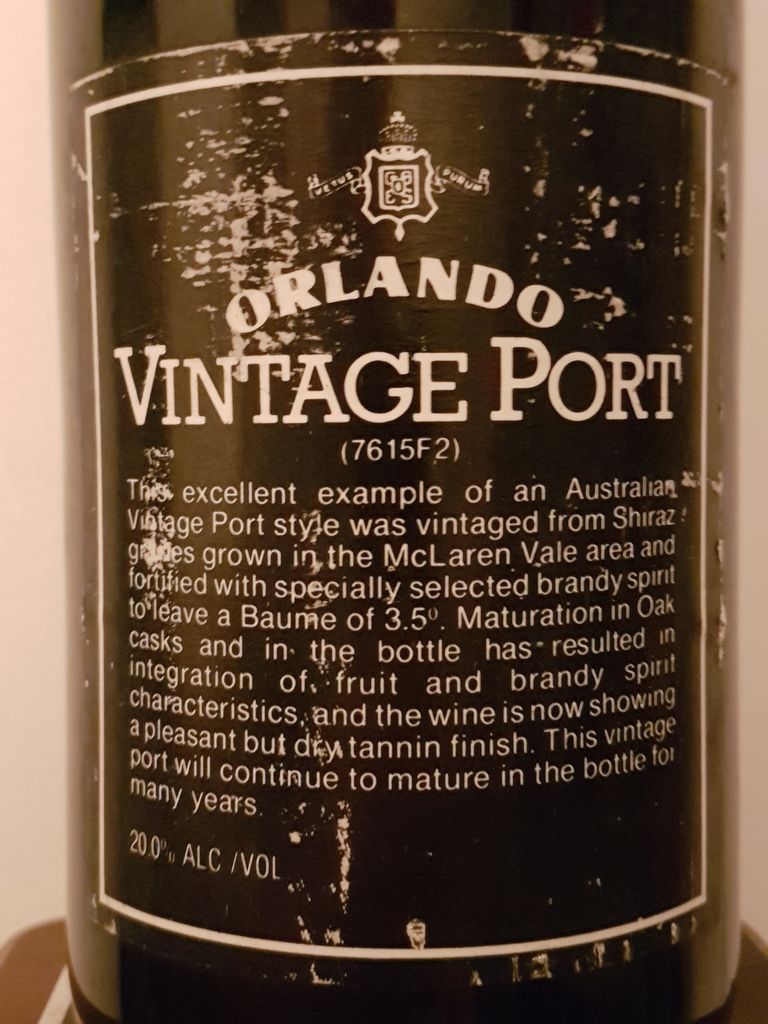 VETUS PURUM
ORLANDO
VINTAGE PORT
(7615F2)
This excellent example of an Australian
Vintage Port style was vintaged from Shiraz
grapes grown in the McLaren Vale area and
fortified with specially selected brandy spirit
to leave a Baume of 3.5º. Maturation in Oak
casks and in the bottle has resulted in
integration of fruit and brandy spirit
characteristics, and the wine is now showing
a pleasant but dry tannin finish. This vintage
port will continue to mature in the bottle for
many years.
20.0% ALC /VOL